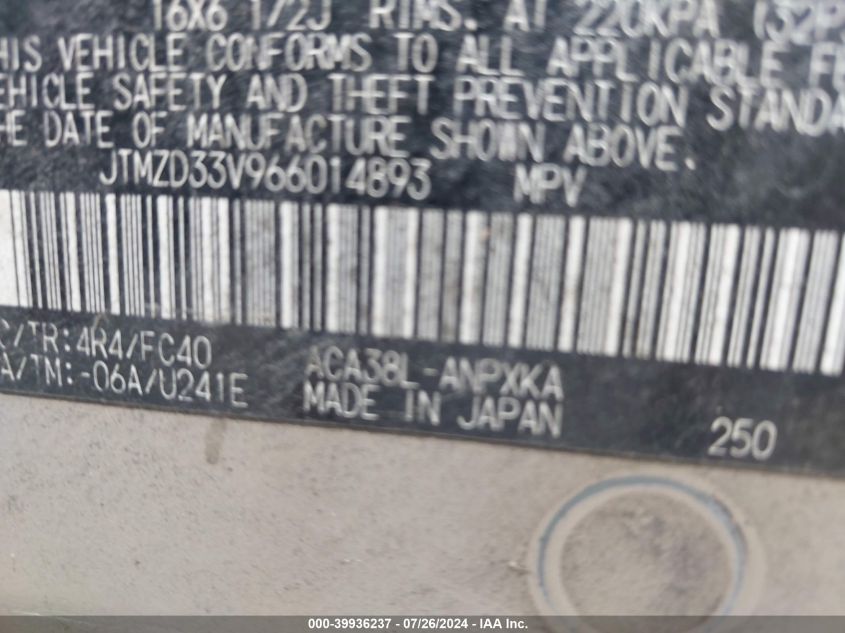 16X6 1/2J RIMS. AT 220KPA (32P
HIS VEHICLE CONFORMS TO ALL APPLICABLE FE
EHICLE SAFETY AND THEFT PREVENTION STANDA
HE DATE OF MANUFACTURE SHOWN ABOVE.
JTMZD33V966014893 MPV
C/TR:4R4/FC40 ACA38L-ANPXKA
A/TM:-06A/U241E MADE IN JAPAN 250
000-39936237 - 07/26/2024 - IAA Inc.